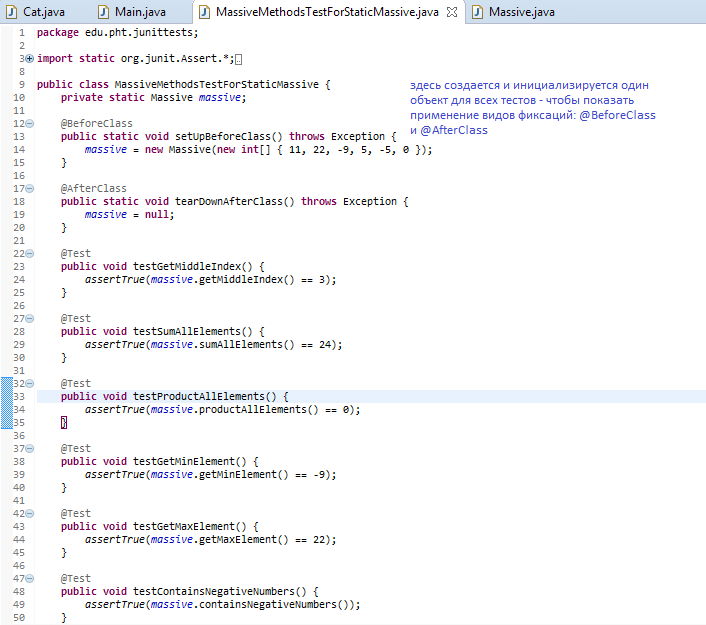 Cat.java Main.java MassiveMethodsTestForStaticMassive.java Massive.java
1 package edu.pht.junittests;
2
3 import static org.junit.Assert.*;
8
9 public class MassiveMethodsTestForStaticMassive {
10 private static Massive massive;
11
здесь создается и инициализируется один
объект для всех тестов - чтобы показать
применение видов фиксаций: @BeforeClass
и @AfterClass
12 @BeforeClass
13 public static void setUpBeforeClass() throws Exception {
14 massive = new Massive(new int[] { 11, 22, -9, 5, -5, 0 });
15 }
16
17 @AfterClass
18 public static void tearDownAfterClass() throws Exception {
19 massive = null;
20 }
21
22 @Test
23 public void testGetMiddleIndex() {
24 assertTrue(massive.getMiddleIndex() == 3);
25 }
26
27 @Test
28 public void testSumAllElements() {
29 assertTrue(massive.sumAllElements() == 24);
30 }
31
32 @Test
33 public void testProductAllElements() {
34 assertTrue(massive.productAllElements() == 0);
35 }
36
37 @Test
38 public void testGetMinElement() {
39 assertTrue(massive.getMinElement() == -9);
40 }
41
42 @Test
43 public void testGetMaxElement() {
44 assertTrue(massive.getMaxElement() == 22);
45 }
46
47 @Test
48 public void testContainsNegativeNumbers() {
49 assertTrue(massive.containsNegativeNumbers());
50 }